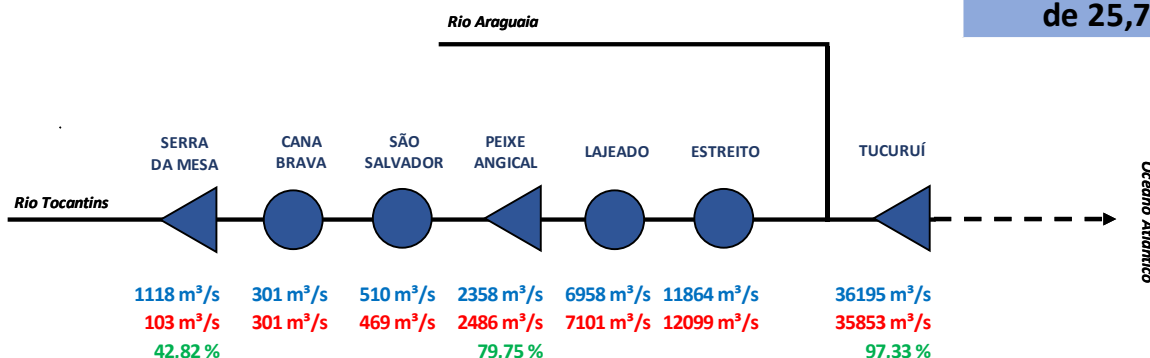 de 25,7
Rio Araguaia
SERRA
DA MESA
CANA
BRAVA
SÃO
SALVADOR
PEIXE
ANGICAL
LAJEADO
ESTREITO
TUCURUÍ
Rio Tocantins
Oceano Atlântico
1118 m³/s 301 m³/s 510 m³/s 2358 m³/s 6958 m³/s 11864 m³/s 36195 m³/s
103 m³/s 301 m³/s 469 m³/s 2486 m³/s 7101 m³/s 12099 m³/s 35853 m³/s
42.82 % 79.75 % 97.33 %